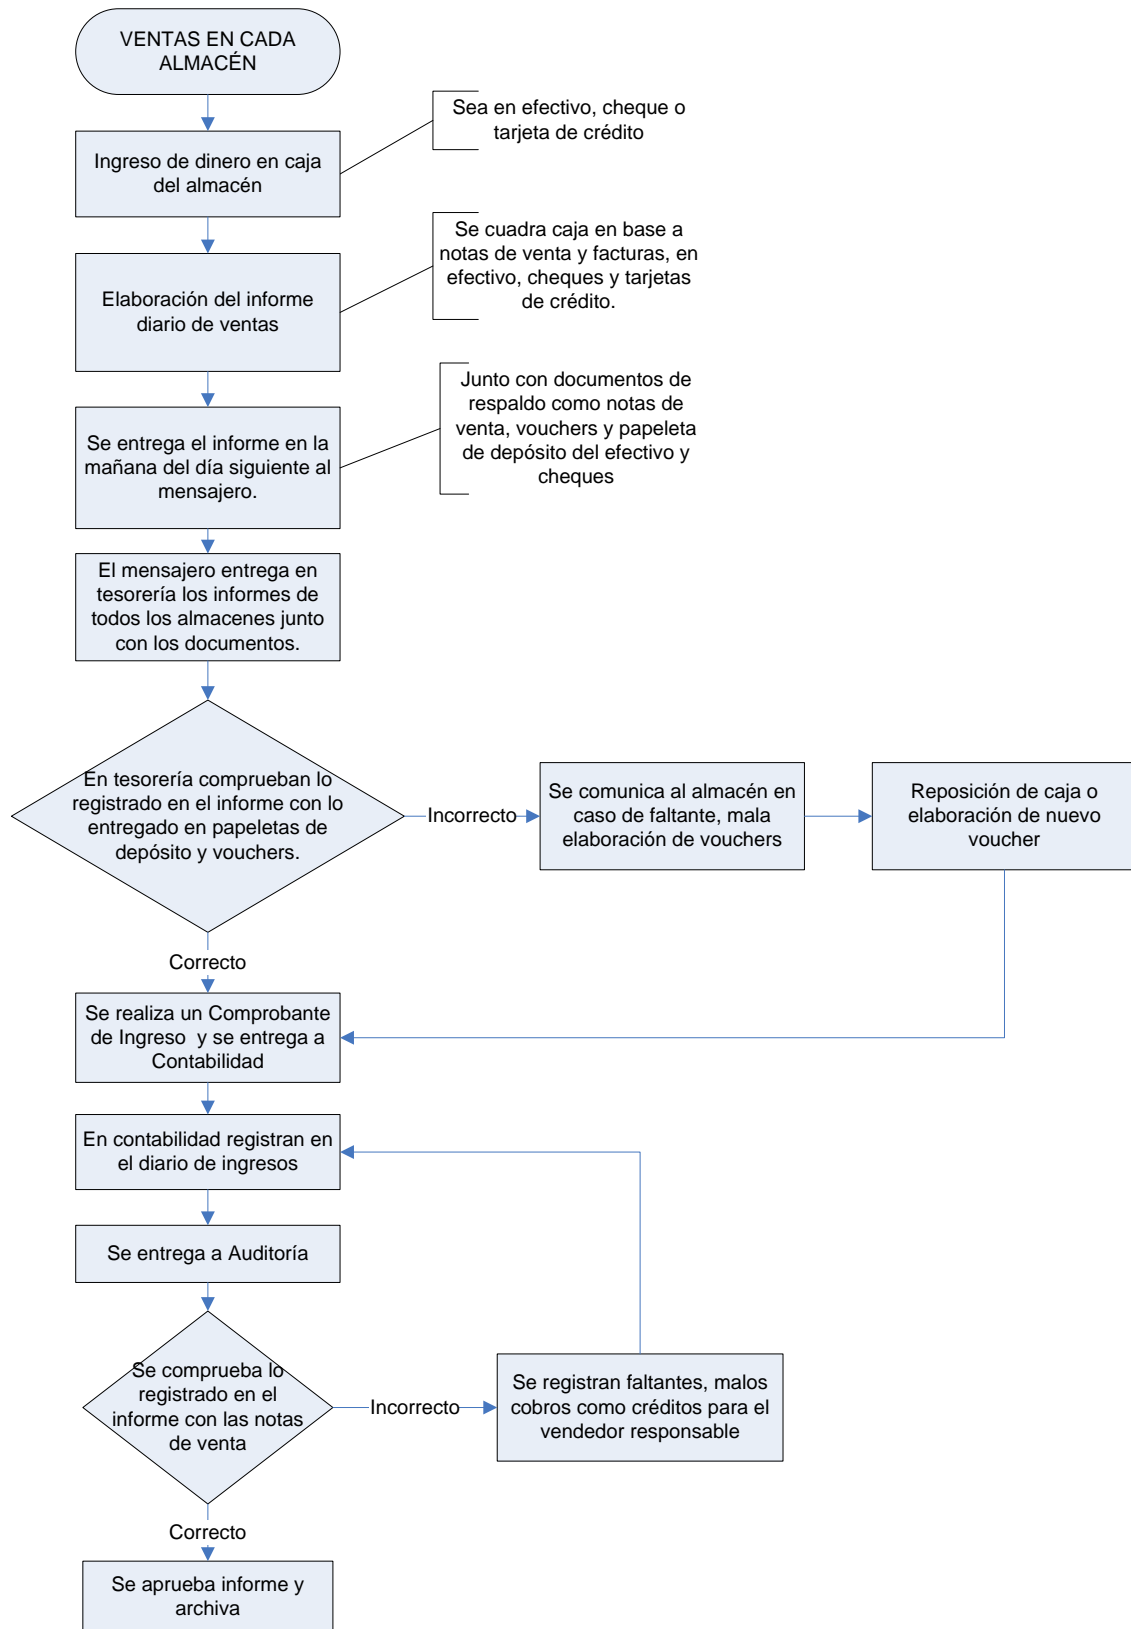 VENTAS EN CADA
ALMACÉN
Sea en efectivo, cheque o
tarjeta de crédito
Ingreso de dinero en caja
del almacén
Se cuadra caja en base a
notas de venta y facturas, en
efectivo, cheques y tarjetas
de crédito.
Elaboración del informe
diario de ventas
Junto con documentos de
respaldo como notas de
venta, vouchers y papeleta
de depósito del efectivo y
cheques
Se entrega el informe en la
mañana del día siguiente al
mensajero.
El mensajero entrega en
tesorería los informes de
todos los almacenes junto
con los documentos.
En tesorería comprueban lo
registrado en el informe con lo
entregado en papeletas de
depósito y vouchers.
Incorrecto
Se comunica al almacén en
caso de faltante, mala
elaboración de vouchers
Reposición de caja o
elaboración de nuevo
voucher
Correcto
Se realiza un Comprobante
de Ingreso y se entrega a
Contabilidad
En contabilidad registran en
el diario de ingresos
Se entrega a Auditoría
Se comprueba lo
registrado en el
informe con las notas
de venta
Incorrecto
Se registran faltantes, malos
cobros como créditos para el
vendedor responsable
Correcto
Se aprueba informe y
archiva